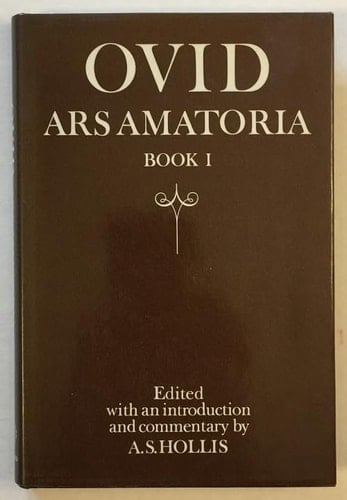 OVID
ARS AMATORIA
BOOK I
Edited
with an introduction
and commentary by
A.S.HOLLIS